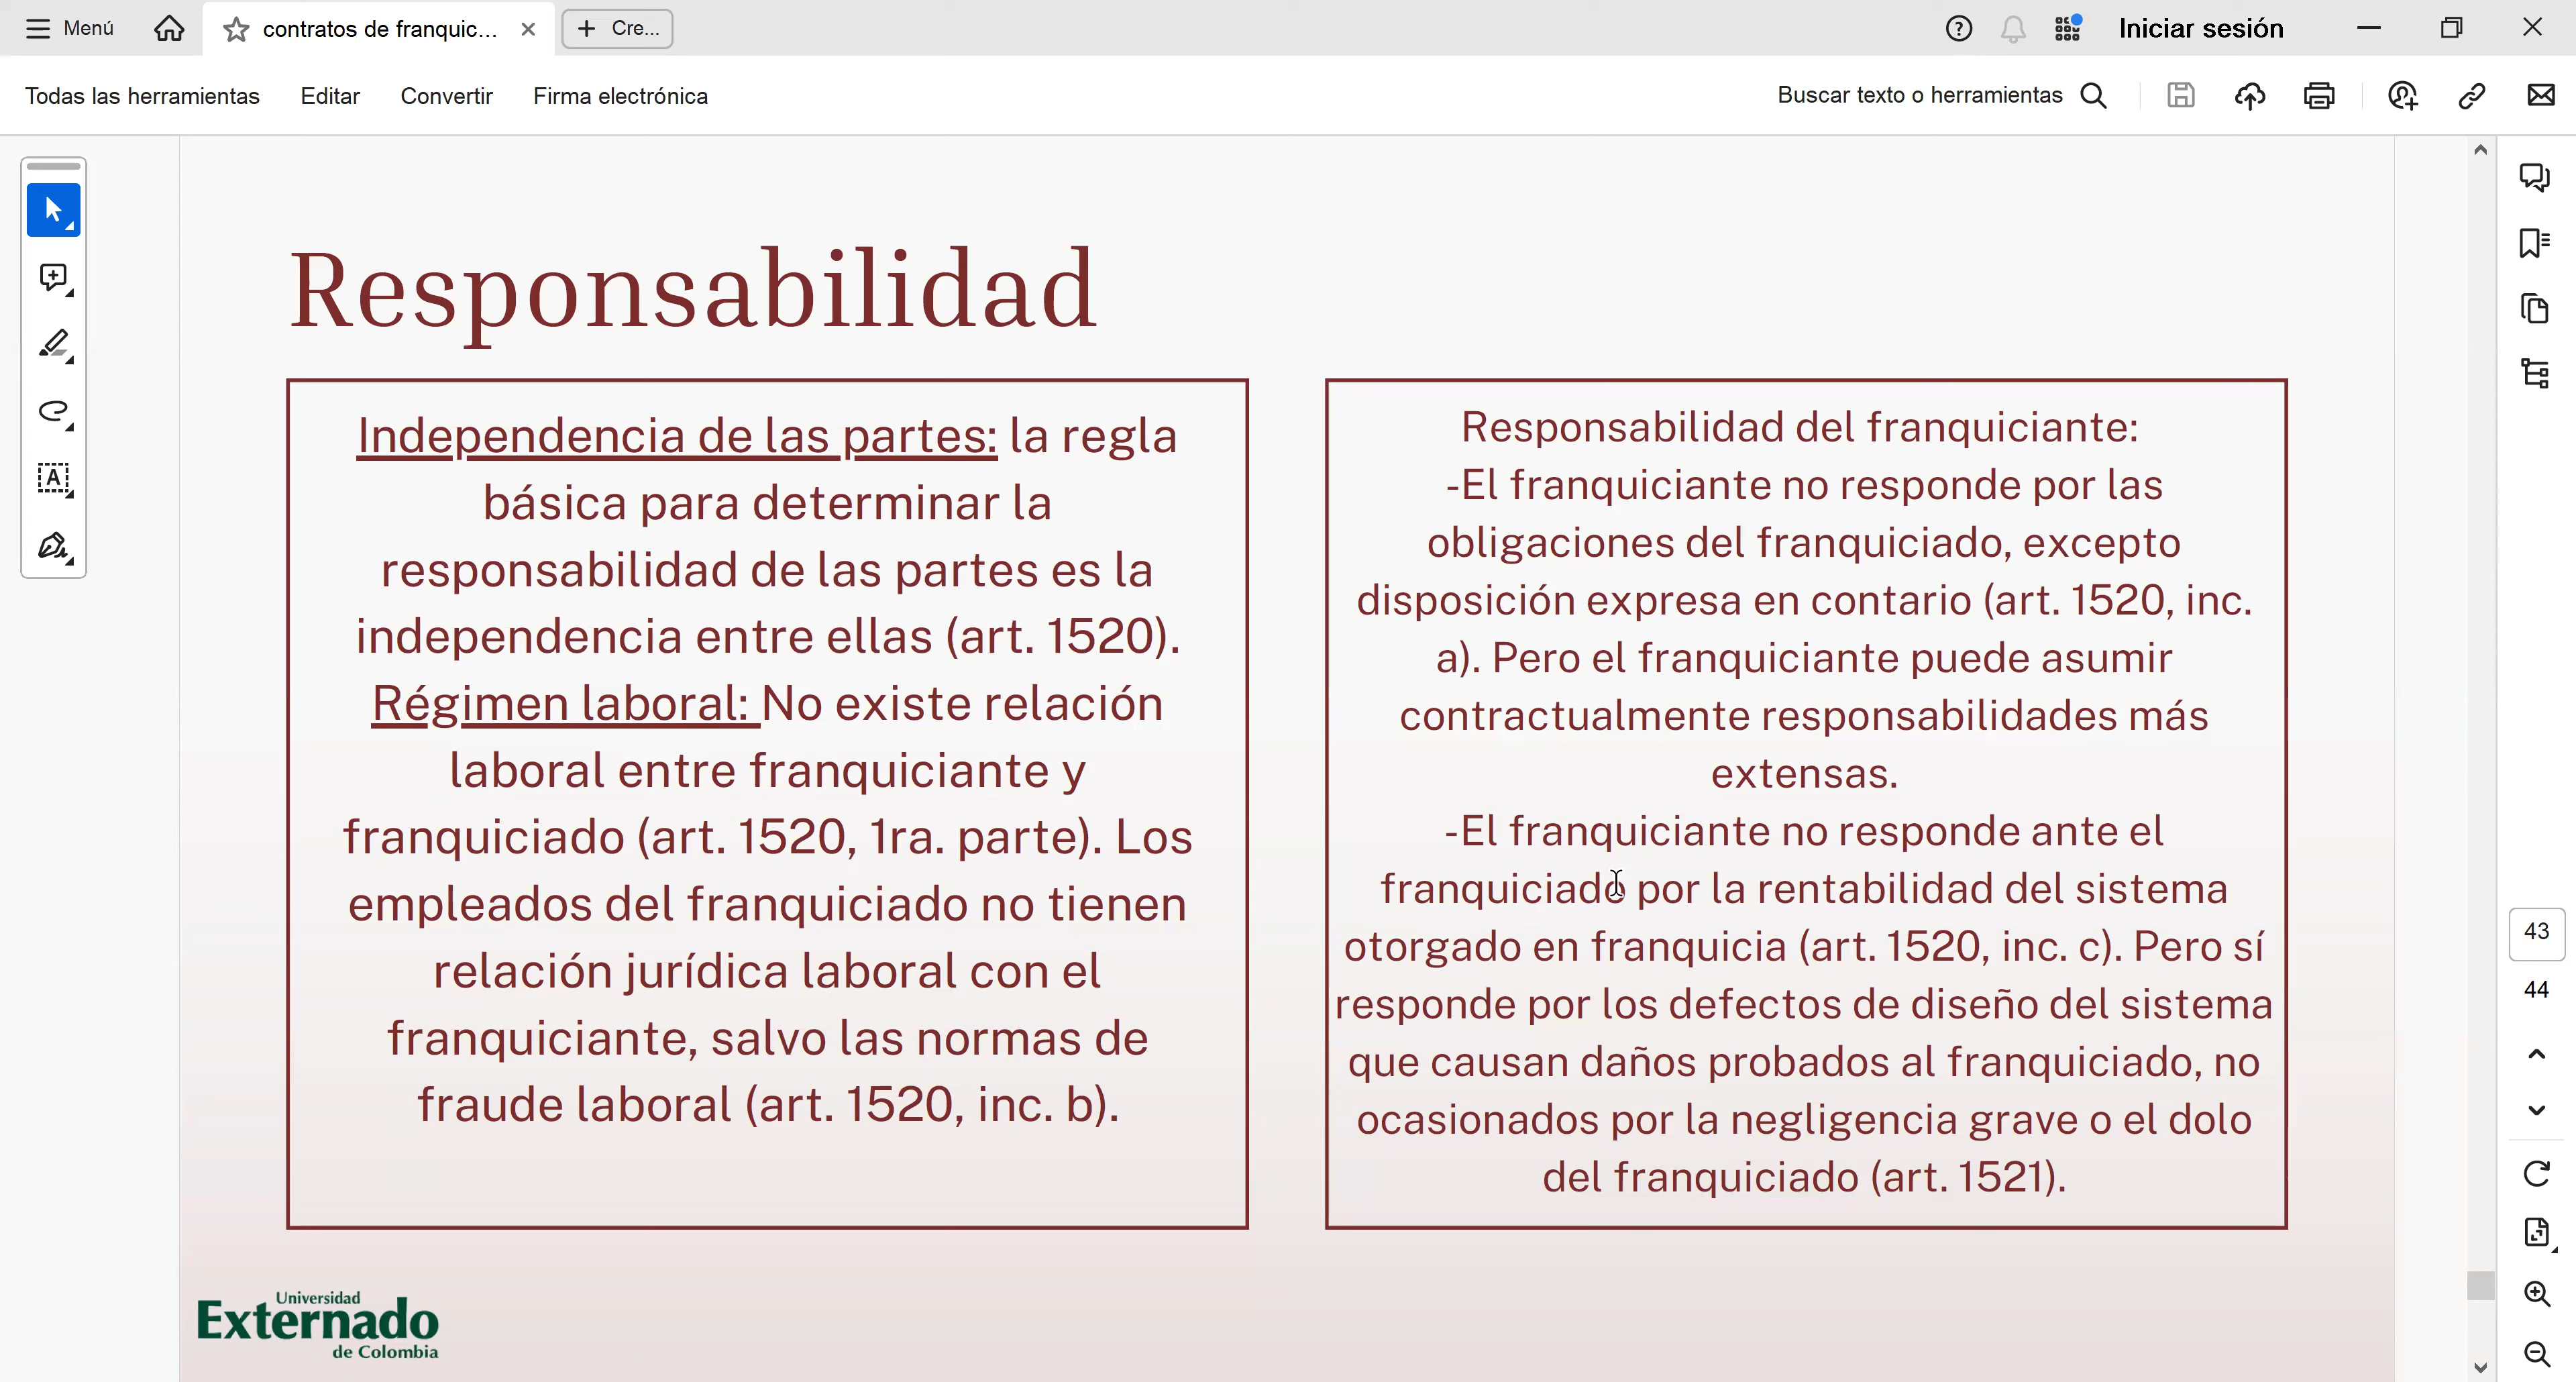 Menú
contratos de franquic...
Cre...
Iniciar sesión
Todas las herramientas
Editar
Convertir
Firma electrónica
Buscar texto o herramientas
Responsabilidad
Independencia de las partes: la regla
básica para determinar la
responsabilidad de las partes es la
independencia entre ellas (art. 1520).
Régimen laboral: No existe relación
laboral entre franquiciante y
franquiciado (art. 1520, 1ra. parte). Los
empleados del franquiciado no tienen
relación jurídica laboral con el
franquiciante, salvo las normas de
fraude laboral (art. 1520, inc. b).
Responsabilidad del franquiciante:
-El franquiciante no responde por las
obligaciones del franquiciado, excepto
disposición expresa en contario (art. 1520, inc.
a). Pero el franquiciante puede asumir
contractualmente responsabilidades más
extensas.
-El franquiciante no responde ante el
franquiciado por la rentabilidad del sistema
otorgado en franquicia (art. 1520, inc. c). Pero sí
responde por los defectos de diseño del sistema
que causan daños probados al franquiciado, no
ocasionados por la negligencia grave o el dolo
del franquiciado (art. 1521).
Universidad
Externado
de Colombia
43
44